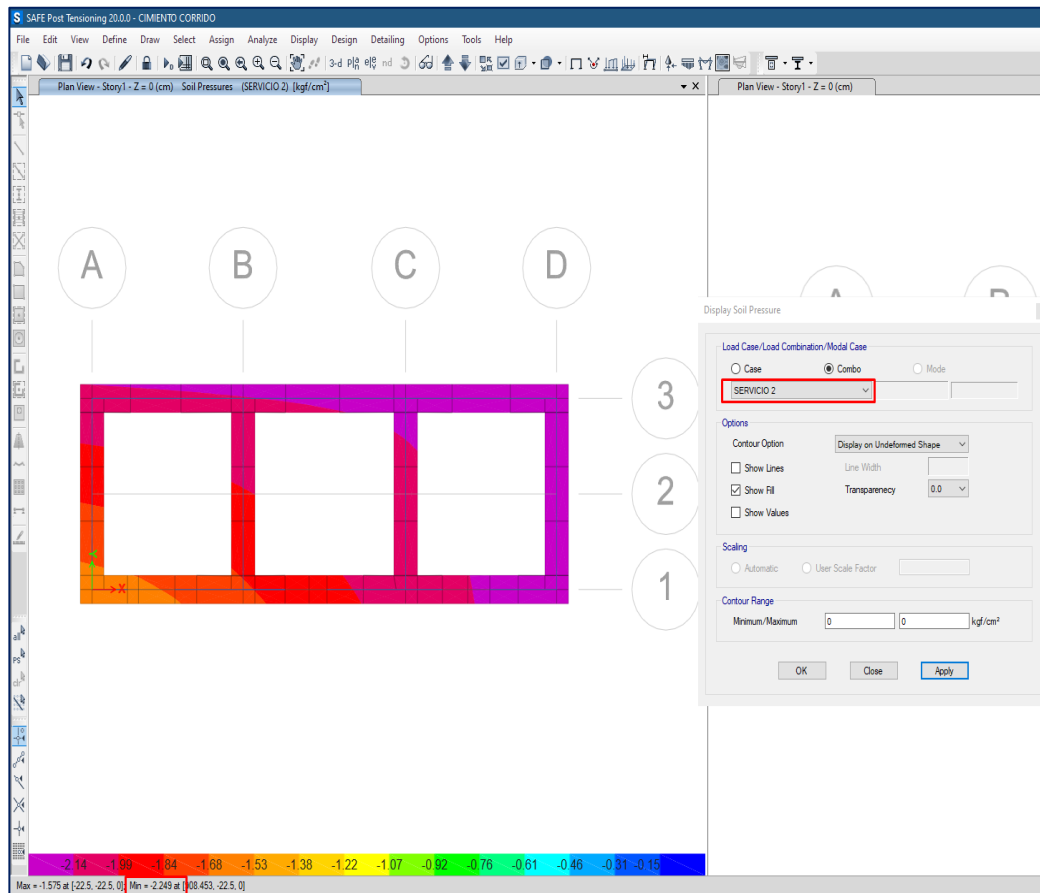 S SAFE Post Tensioning 20.0.0 - CIMIENTO CORRIDO
File Edit View Define Draw Select Assign Analyze Display Design Detailing Options Tools Help
3-d nd
Plan View - Story1 - Z = 0 (cm) Soil Pressures (SERVICIO 2) [kgf/cm²]
X
Plan View - Story1 - Z = 0 (cm)
A B C D
3
2
1
X
Display Soil Pressure
Load Case/Load Combination/Modal Case
Case Combo Mode
SERVICIO 2
Options
Contour Option Display on Undeformed Shape
Show Lines Line Width
Show Fill Transparenecy 0.0
Show Values
Scaling
Automatic User Scale Factor
Contour Range
Minimum/Maximum 0 0 kgf/cm²
OK Close Apply
all
PS
clr
-2.14 -1.99 -1.84 -1.68 -1.53 -1.38 -1.22 -1.07 -0.92 -0.76 -0.61 -0.46 -0.31 -0.15
Max = -1.575 at [-22.5, -22.5, 0]; Min = -2.249 at [908.453, -22.5, 0]